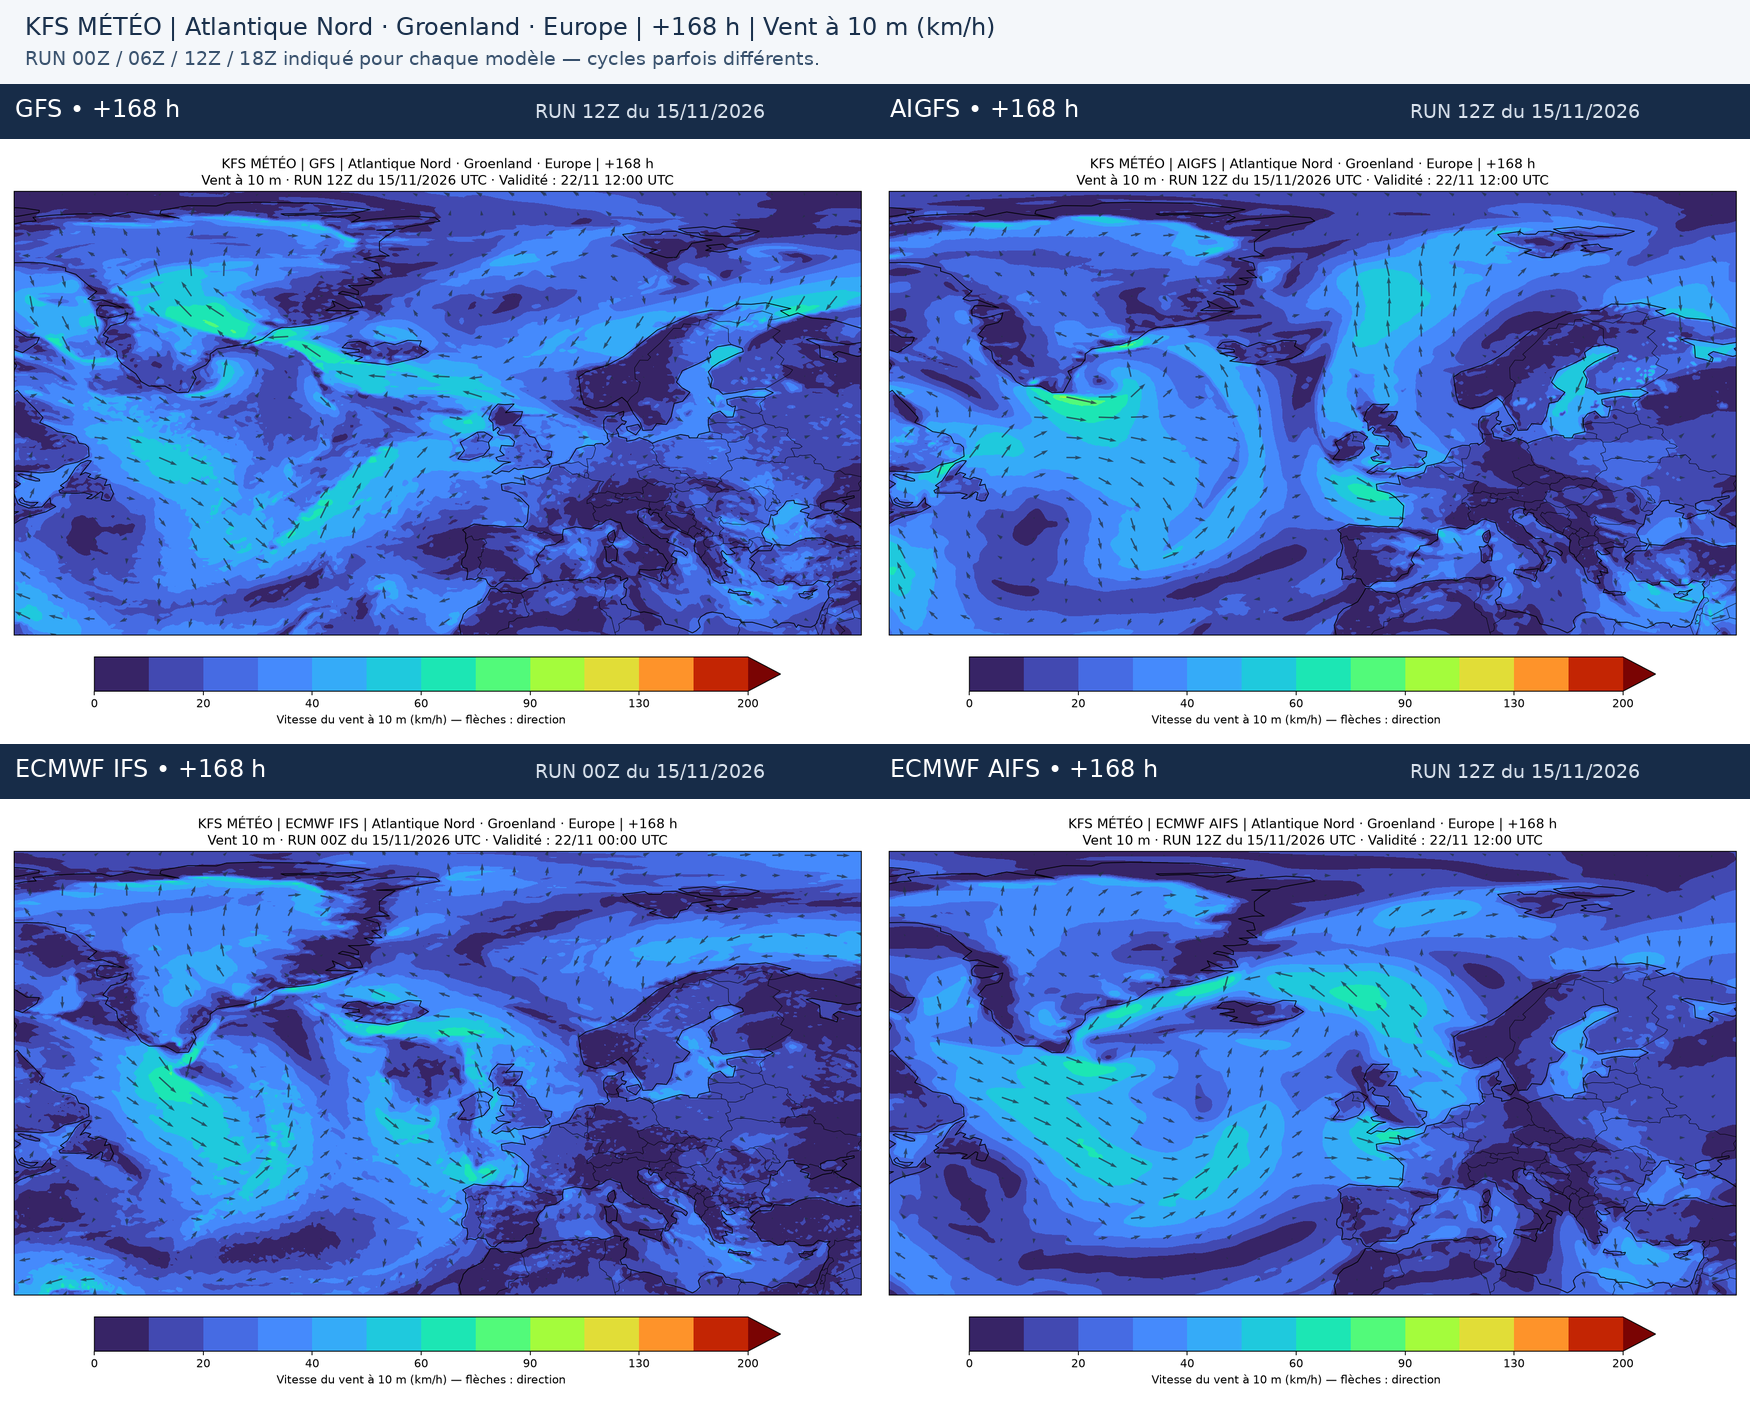 KFS MÉTÉO | Atlantique Nord · Groenland · Europe | +168 h | Vent à 10 m (km/h)
RUN 00Z / 06Z / 12Z / 18Z indiqué pour chaque modèle — cycles parfois différents.
GFS • +168 h RUN 12Z du 15/11/2026
KFS MÉTÉO | GFS | Atlantique Nord · Groenland · Europe | +168 h
Vent à 10 m · RUN 12Z du 15/11/2026 UTC · Validité : 22/11 12:00 UTC
0 20 40 60 90 130 200
Vitesse du vent à 10 m (km/h) — flèches : direction
AIGFS • +168 h RUN 12Z du 15/11/2026
KFS MÉTÉO | AIGFS | Atlantique Nord · Groenland · Europe | +168 h
Vent à 10 m · RUN 12Z du 15/11/2026 UTC · Validité : 22/11 12:00 UTC
0 20 40 60 90 130 200
Vitesse du vent à 10 m (km/h) — flèches : direction
ECMWF IFS • +168 h RUN 00Z du 15/11/2026
KFS MÉTÉO | ECMWF IFS | Atlantique Nord · Groenland · Europe | +168 h
Vent 10 m · RUN 00Z du 15/11/2026 UTC · Validité : 22/11 00:00 UTC
0 20 40 60 90 130 200
Vitesse du vent à 10 m (km/h) — flèches : direction
ECMWF AIFS • +168 h RUN 12Z du 15/11/2026
KFS MÉTÉO | ECMWF AIFS | Atlantique Nord · Groenland · Europe | +168 h
Vent 10 m · RUN 12Z du 15/11/2026 UTC · Validité : 22/11 12:00 UTC
0 20 40 60 90 130 200
Vitesse du vent à 10 m (km/h) — flèches : direction